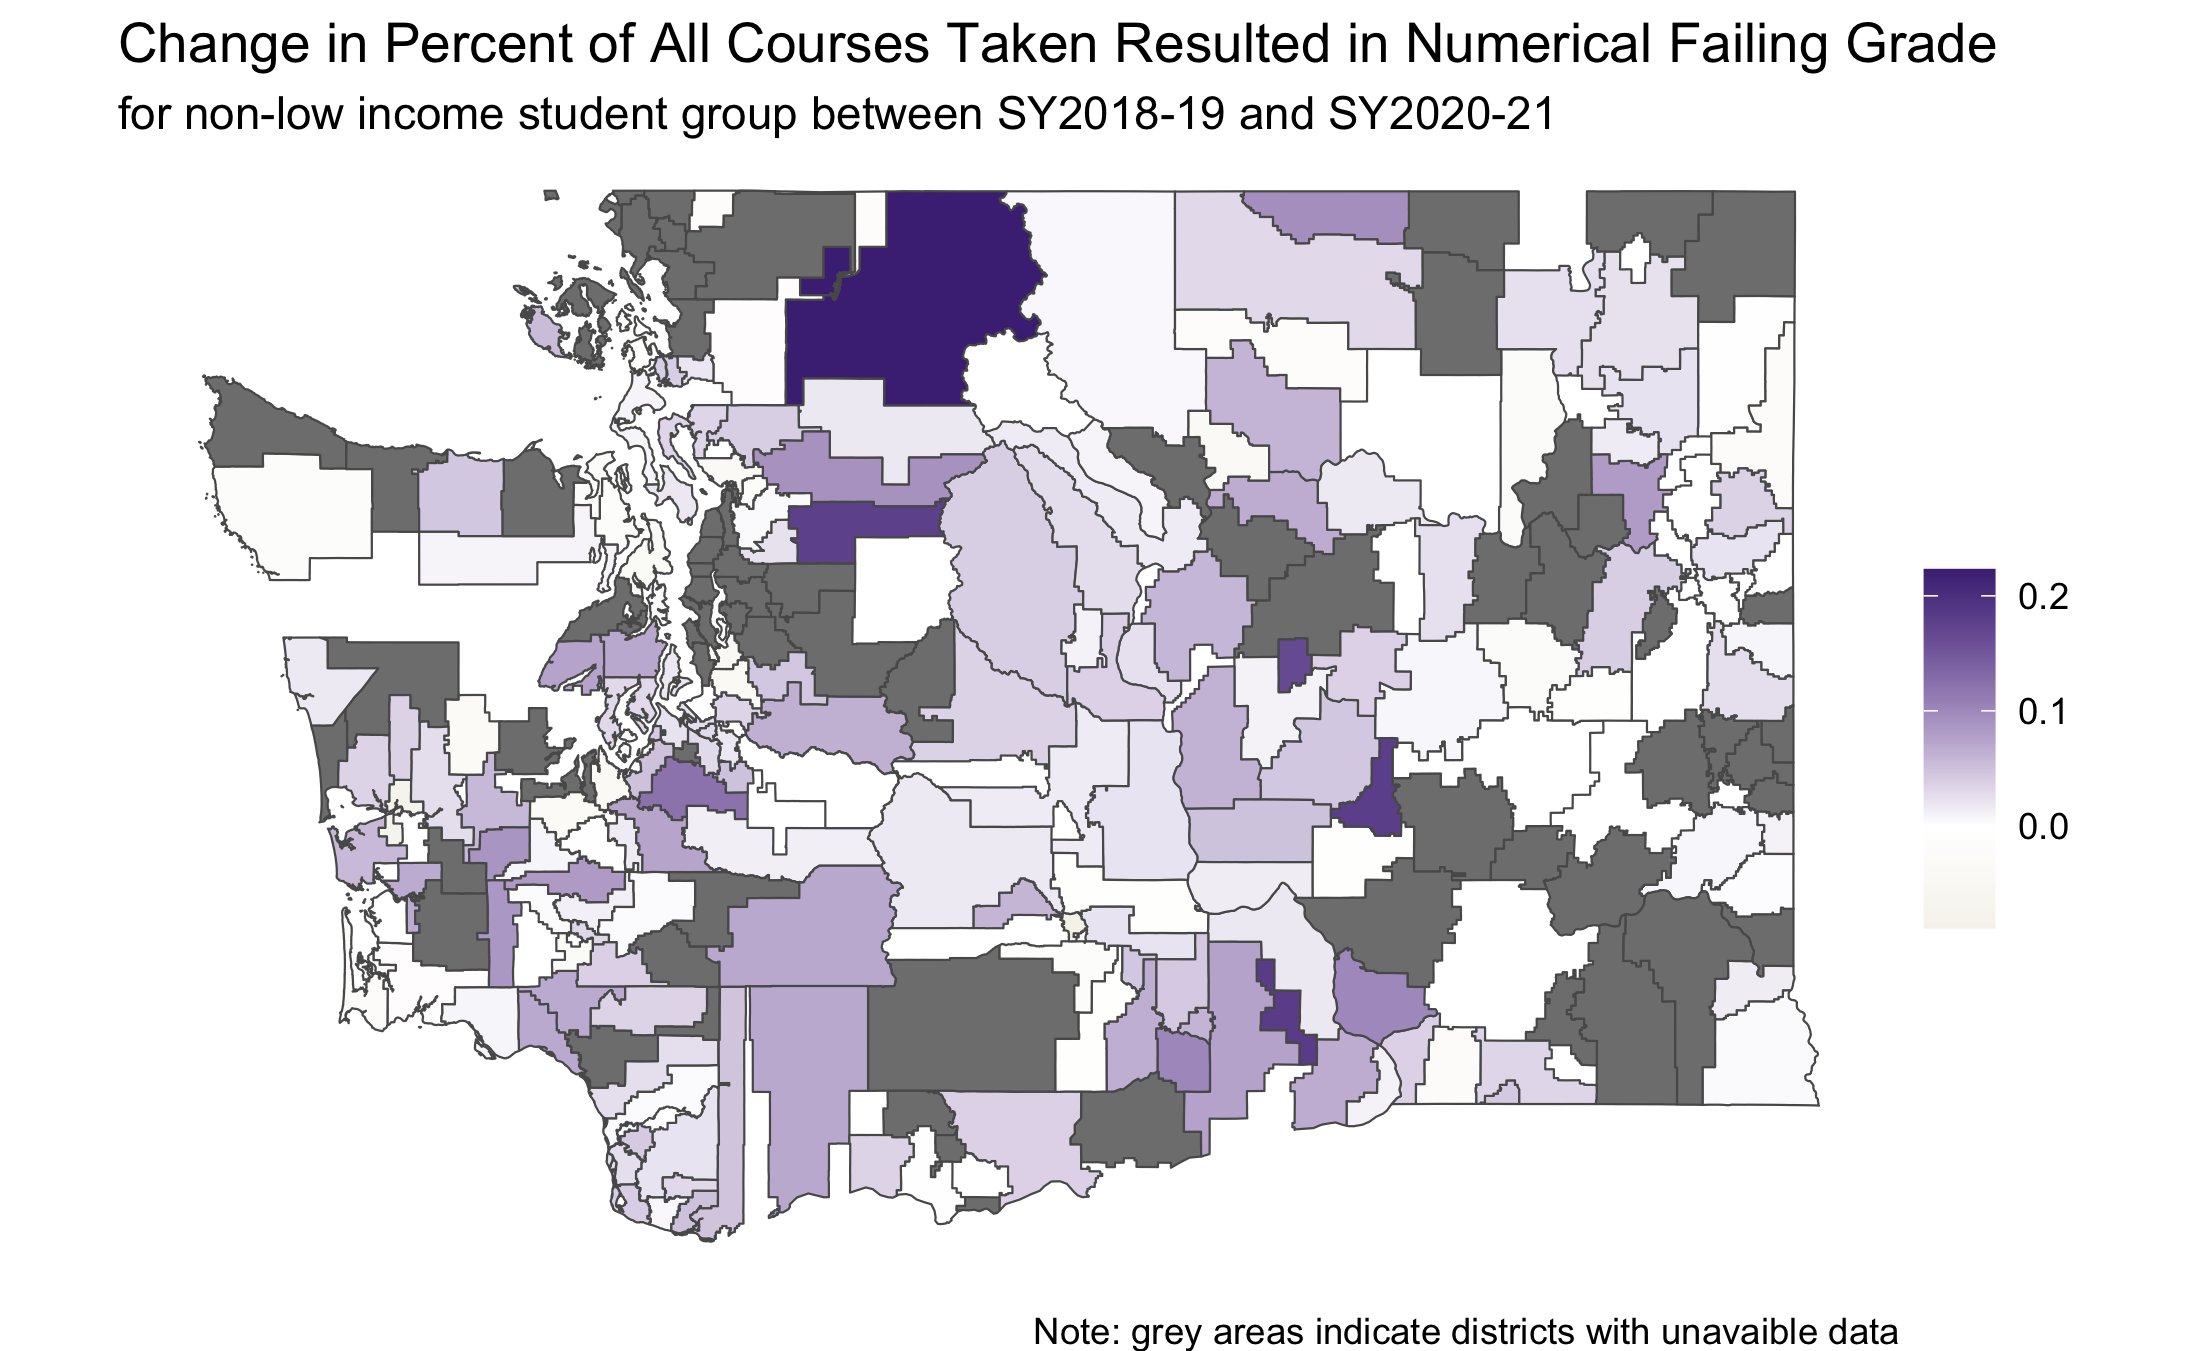 Change in Percent of All Courses Taken Resulted in Numerical Failing Grade
for non-low income student group between SY2018-19 and SY2020-21
0.2
0.1
0.0
Note: grey areas indicate districts with unavaible data